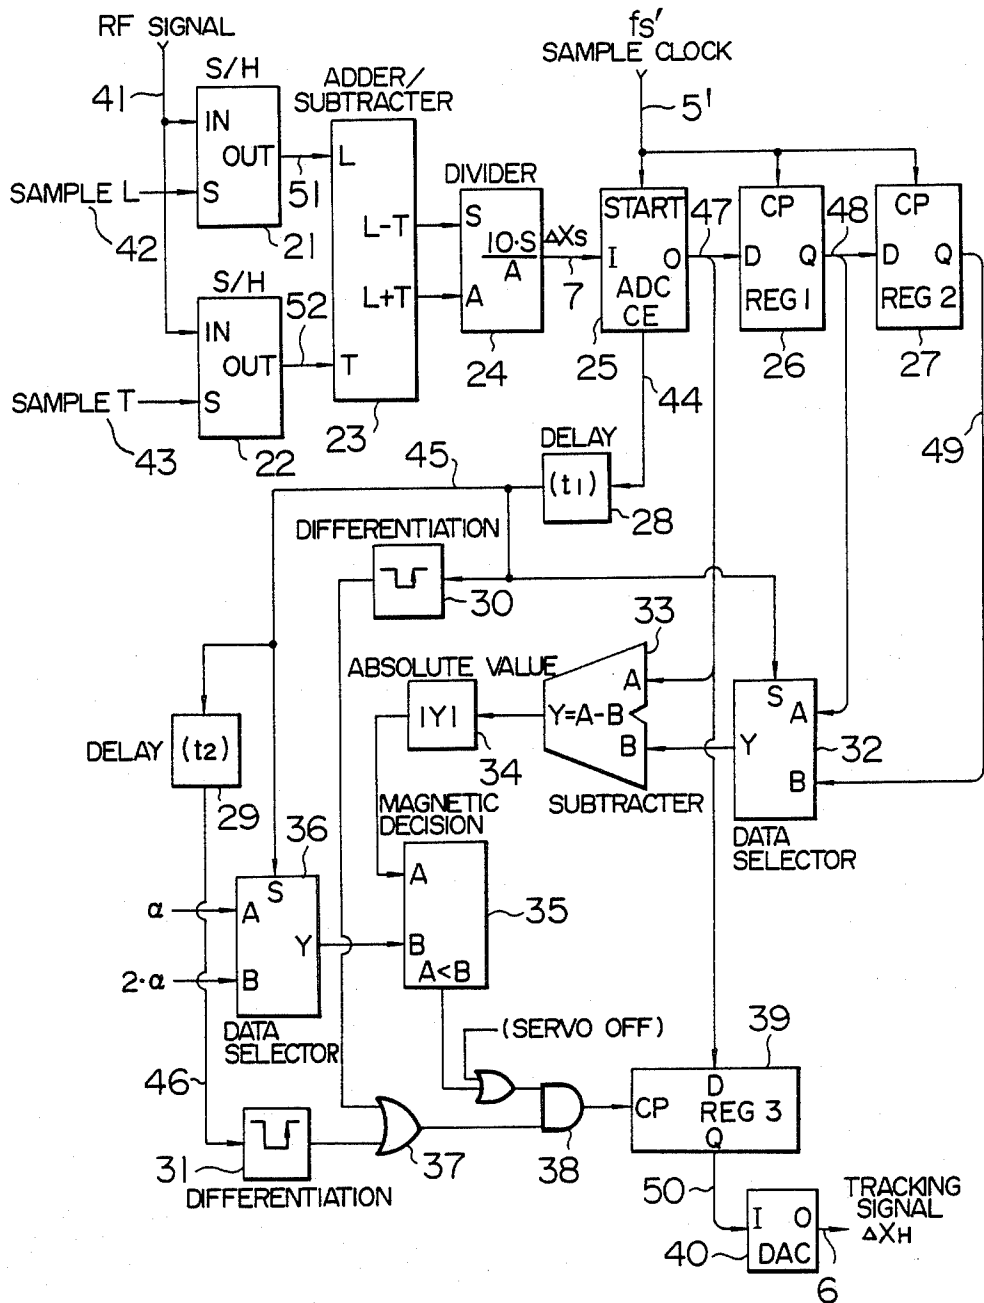 RF SIGNAL
fs'
SAMPLE CLOCK
S/H
41
ADDER/
SUBTRACTER
5'
IN
OUT
51
L
SAMPLE L
S
42
21
DIVIDER
L-T
S
10·S
A
A
L+T
ΔXs
7
24
START
I
O
ADC
CE
25
47
CP
D
Q
REG 1
26
48
CP
D
Q
REG 2
27
S/H
IN
OUT
52
T
SAMPLE T
S
43
22
23
44
49
45
DELAY
(t1)
28
DIFFERENTIATION
30
33
ABSOLUTE VALUE
A
Y=A-B
B
|Y|
34
SUBTRACTER
S
A
Y
B
32
DATA
SELECTOR
DELAY
(t2)
29
MAGNETIC
DECISION
36
S
α
A
Y
2·α
B
DATA
SELECTOR
A
35
B
A<B
(SERVO OFF)
39
46
D
CP
REG 3
Q
31
37
38
DIFFERENTIATION
50
TRACKING
SIGNAL
ΔXH
I
O
DAC
40
6